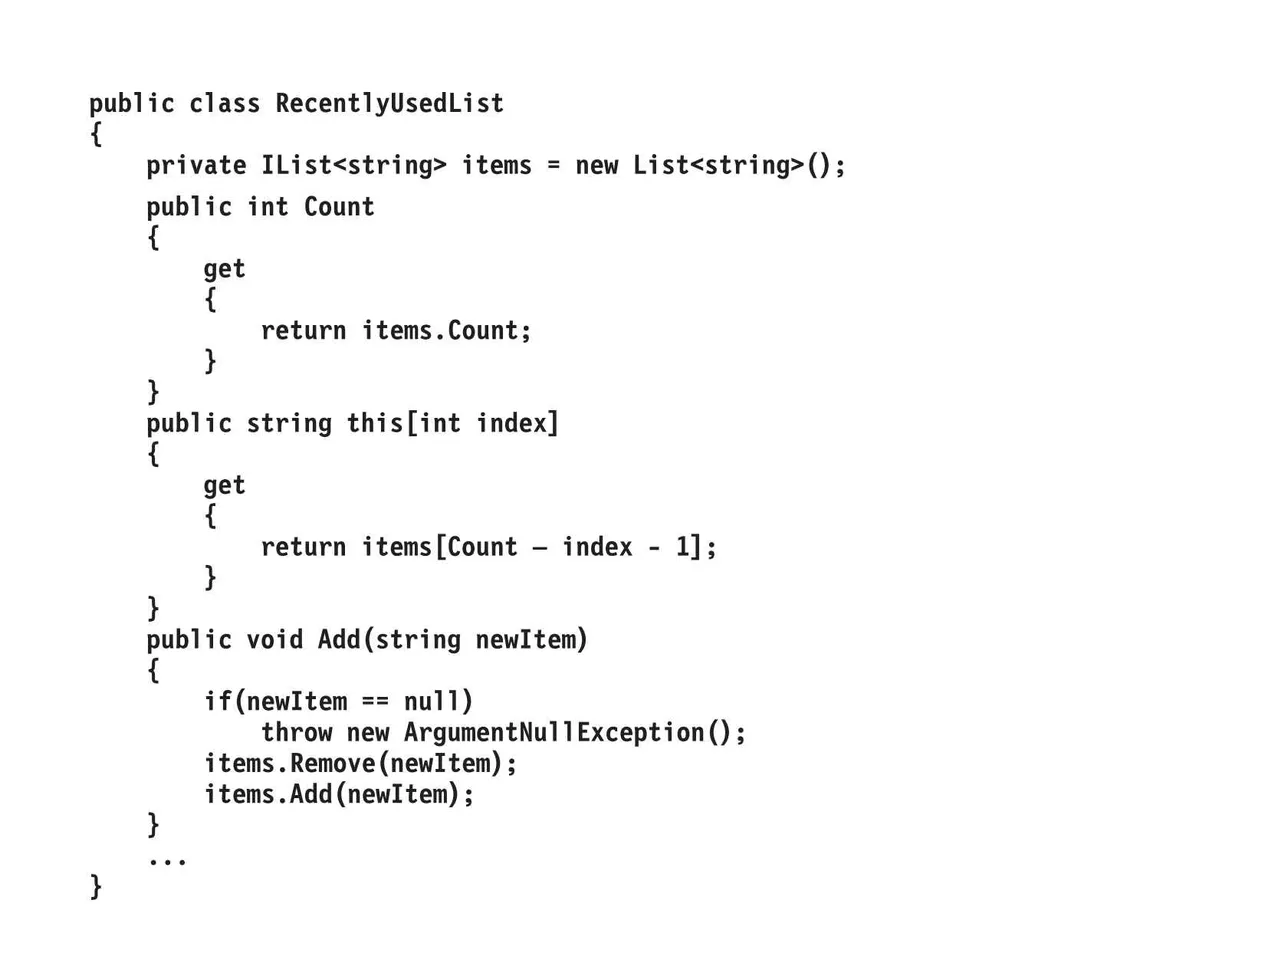 public class RecentlyUsedList
{
    private IList<string> items = new List<string>();
    public int Count
    {
        get
        {
            return items.Count;
        }
    }
    public string this[int index]
    {
        get
        {
            return items[Count – index - 1];
        }
    }
    public void Add(string newItem)
    {
        if(newItem == null)
            throw new ArgumentNullException();
        items.Remove(newItem);
        items.Add(newItem);
    }
    ...
}